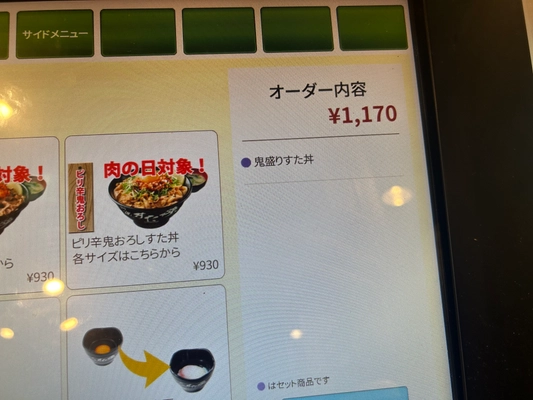 サイドメニュー
オーダー内容
¥1,170
鬼盛りすた丼
対象！
肉の日対象！
ピリ辛鬼おろし
ピリ辛鬼おろしすた丼
各サイズはこちらから
¥930
から
¥930
はセット商品です